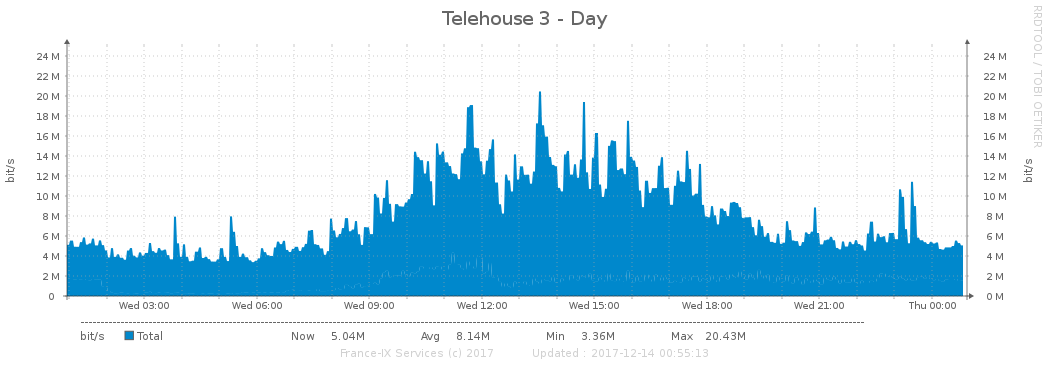 Telehouse 3 - Day
RRDTOOL / TOBI OETIKER
24 M 24 M
22 M 22 M
20 M 20 M
18 M 18 M
16 M 16 M
14 M 14 M
12 M 12 M
10 M 10 M
8 M 8 M
6 M 6 M
4 M 4 M
2 M 2 M
0 0 M
bit/s
bit/s
Wed 03:00 Wed 06:00 Wed 09:00 Wed 12:00 Wed 15:00 Wed 18:00 Wed 21:00 Thu 00:00
bit/s Total Now 5.04M Avg 8.14M Min 3.36M Max 20.43M
France-IX Services (c) 2017 Updated : 2017-12-14 00:55:13